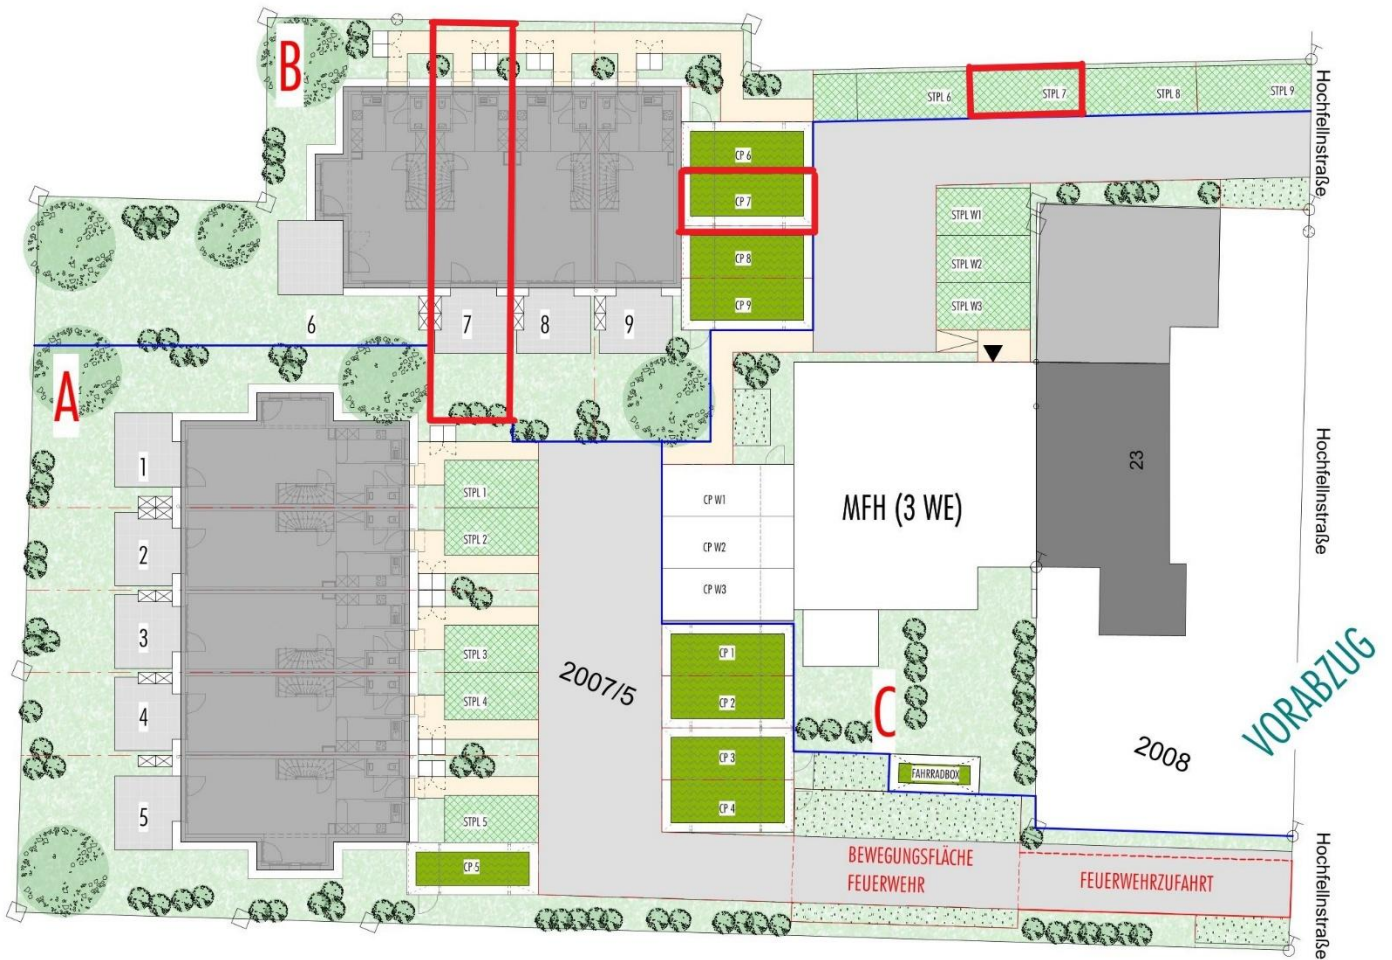 B
STPL 6
STPL 7
STPL 8
STPL 9
Hochfellnstraße
CP 6
CP 7
CP 8
CP 9
STPL W1
STPL W2
STPL W3
6
7
8
9
A
1
2
3
4
5
STPL 1
STPL 2
STPL 3
STPL 4
STPL 5
CP 5
2007/5
CP W1
CP W2
CP W3
CP 1
CP 2
CP 3
CP 4
MFH (3 WE)
23
Hochfellnstraße
C
FAHRRADBOX
2008
VORABZUG
BEWEGUNGSFLÄCHE
FEUERWEHR
FEUERWEHRZUFAHRT
Hochfellnstraße